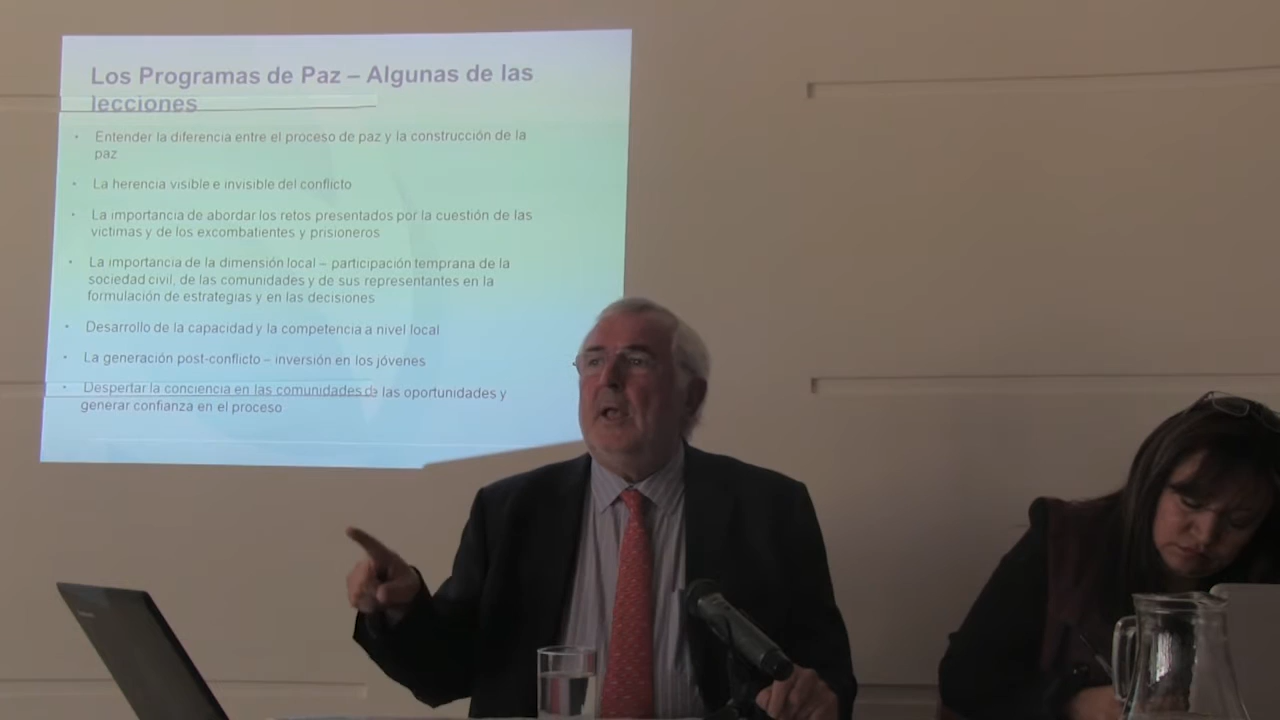 Los Programas de Paz – Algunas de las
lecciones
• Entender la diferencia entre el proceso de paz y la construcción de la
paz
• La herencia visible e invisible del conflicto
• La importancia de abordar los retos presentados por la cuestión de las
victimas y de los excombatientes y prisioneros
• La importancia de la dimensión local – participación temprana de la
sociedad civil, de las comunidades y de sus representantes en la
formulación de estrategias y en las decisiones
• Desarrollo de la capacidad y la competencia a nivel local
• La generación post-conflicto – inversión en los jóvenes
• Despertar la conciencia en las comunidades de las oportunidades y
generar confianza en el proceso